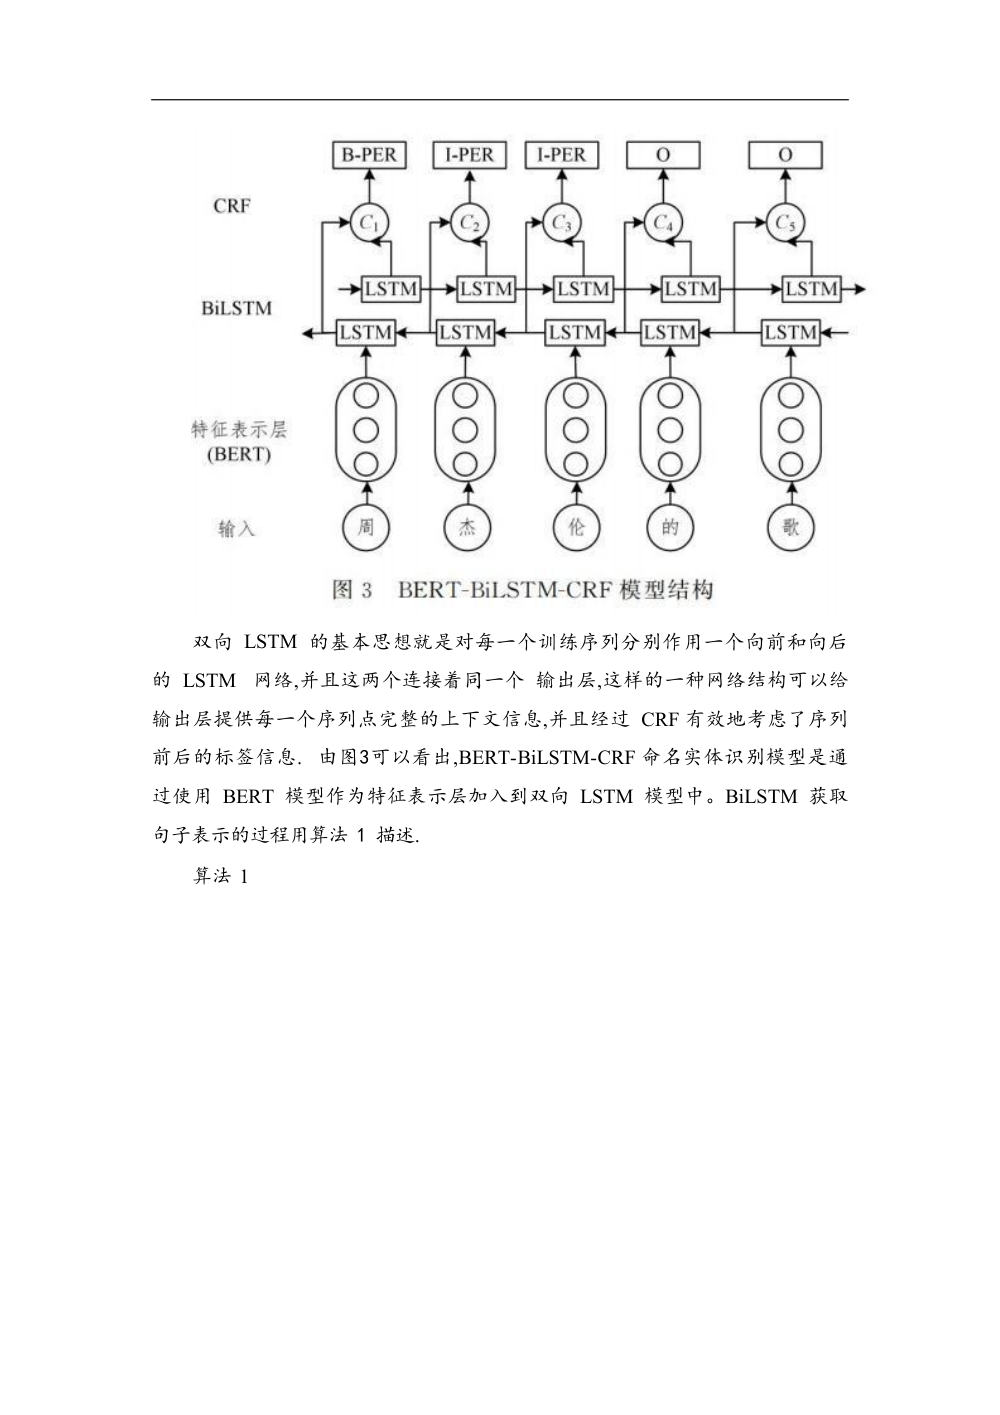 B-PER I-PER I-PER O O
CRF C1 C2 C3 C4 C5
LSTM LSTM LSTM LSTM LSTM
BiLSTM
LSTM LSTM LSTM LSTM LSTM
特征表示层
(BERT)
输入 周 杰 伦 的 歌
图 3 BERT-BiLSTM-CRF 模型结构
双向 LSTM 的基本思想就是对每一个训练序列分别作用一个向前和向后
的 LSTM 网络,并且这两个连接着同一个 输出层,这样的一种网络结构可以给
输出层提供每一个序列点完整的上下文信息,并且经过 CRF 有效地考虑了序列
前后的标签信息. 由图3可以看出,BERT-BiLSTM-CRF 命名实体识别模型是通
过使用 BERT 模型作为特征表示层加入到双向 LSTM 模型中。BiLSTM 获取
句子表示的过程用算法 1 描述.
算法 1